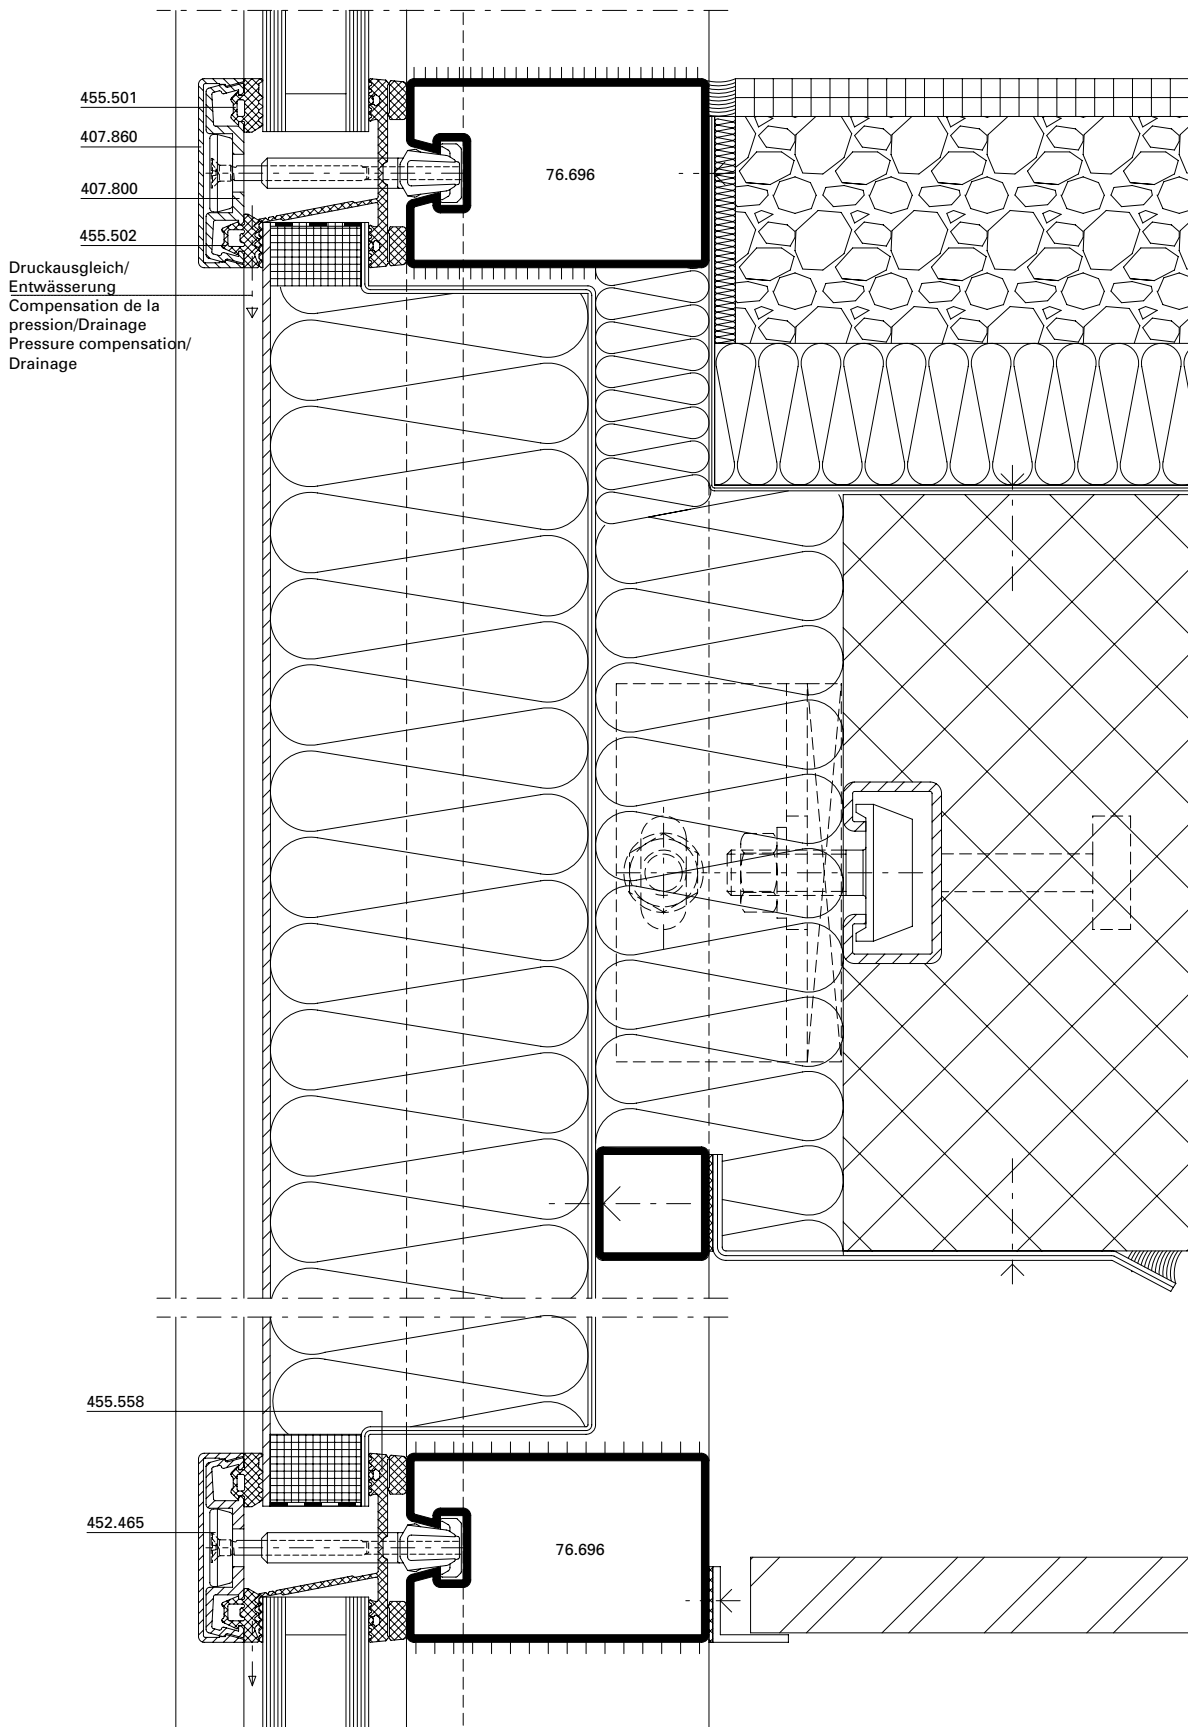 455.501
407.860
76.696
407.800
455.502
Druckausgleich/
Entwässerung
Compensation de la
pression/Drainage
Pressure compensation/
Drainage
455.558
452.465
76.696